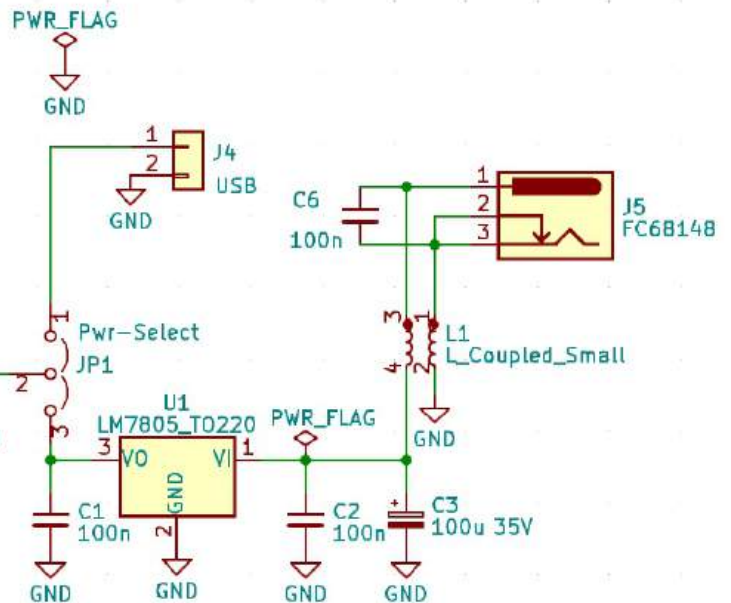 PWR_FLAG
GND
1
2
J4
USB
GND
C6
100n
1
2
3
J5
FC68148
1
Pwr-Select
JP1
2
3
3
1
L1
L_Coupled_Small
4
2
GND
U1
LM7805_TO220
PWR_FLAG
3
VO
VI
1
GND
2
C1
100n
C2
100n
+
C3
100u 35V
GND
GND
GND
GND